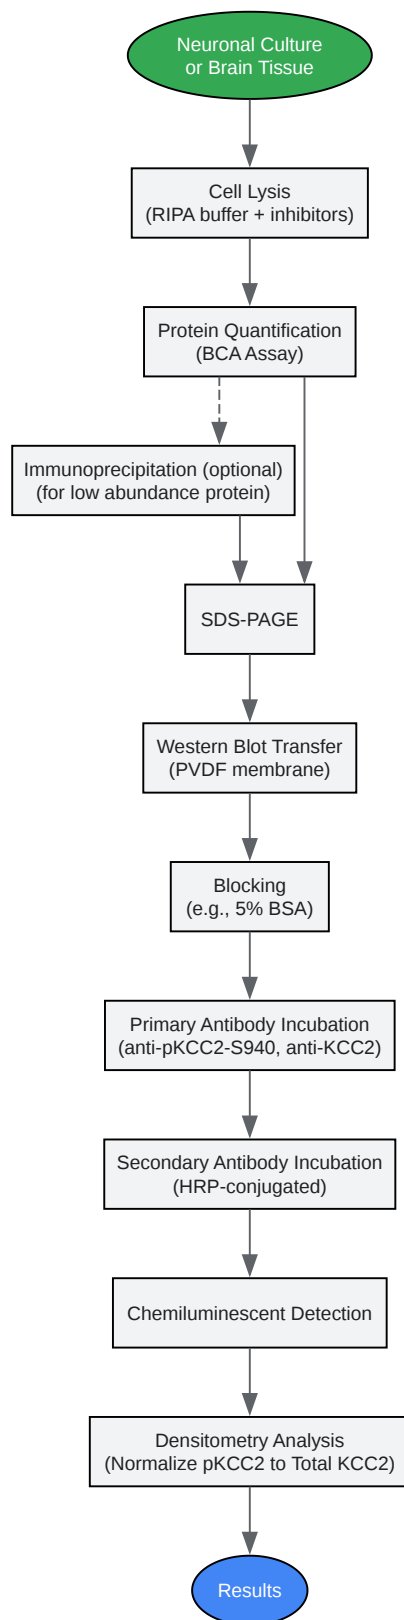 Neuronal Culture
or Brain Tissue
Cell Lysis
(RIPA buffer + inhibitors)
Protein Quantification
(BCA Assay)
Immunoprecipitation (optional)
(for low abundance protein)
SDS-PAGE
Western Blot Transfer
(PVDF membrane)
Blocking
(e.g., 5% BSA)
Primary Antibody Incubation
(anti-pKCC2-S940, anti-KCC2)
Secondary Antibody Incubation
(HRP-conjugated)
Chemiluminescent Detection
Densitometry Analysis
(Normalize pKCC2 to Total KCC2)
Results